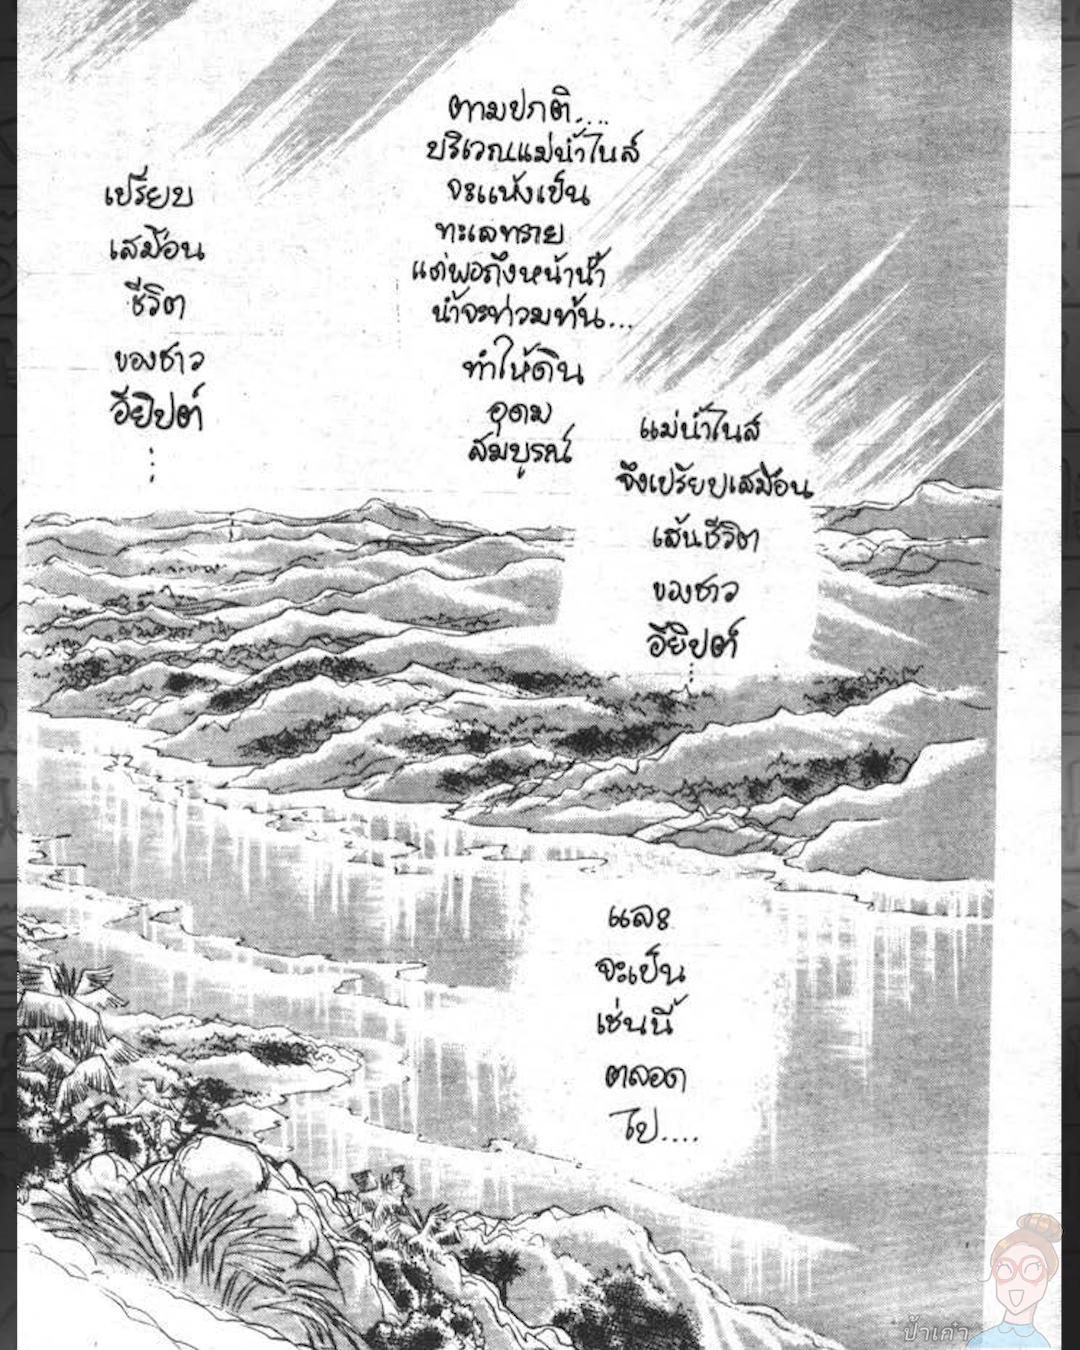 ตามปกติ....
บริเวณแม่น้ำไนล์
จะแห้งเป็น
ทะเลทราย
แต่พอถึงหน้าน้ำ
น้ำจะท่วมท้น...
ทำให้ดิน
อุดม
สมบูรณ์
เปรียบ
เสมือน
ชีวิต
ของชาว
อียิปต์
...
แม่น้ำไนล์
จึงเปรียบเสมือน
เส้นชีวิต
ของชาว
อียิปต์
...
และ
จะเป็น
เช่นนี้
ตลอด
ไป....
ป้าเก๋า